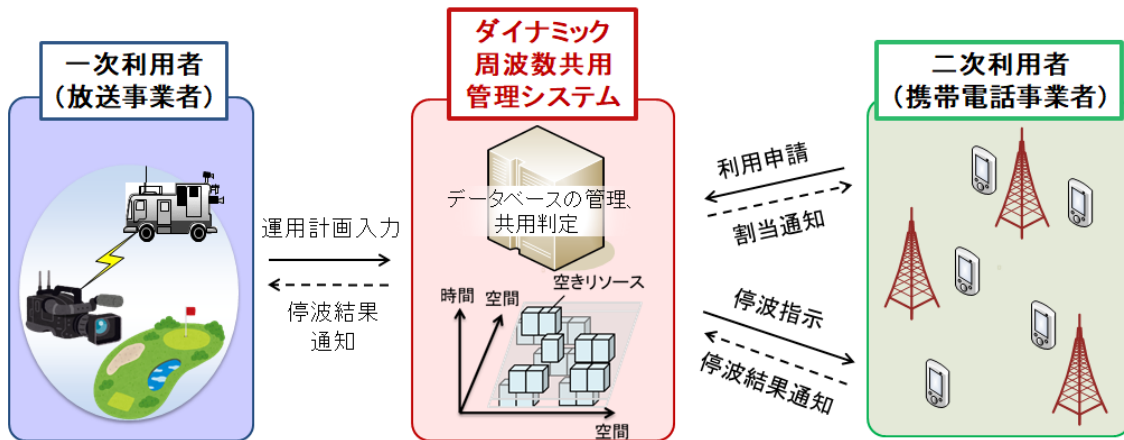 一次利用者
（放送事業者）
ダイナミック
周波数共用
管理システム
二次利用者
（携帯電話事業者）
運用計画入力
停波結果
通知
データベースの管理、
共用判定
空きリソース
時間
空間
空間
利用申請
割当通知
停波指示
停波結果通知